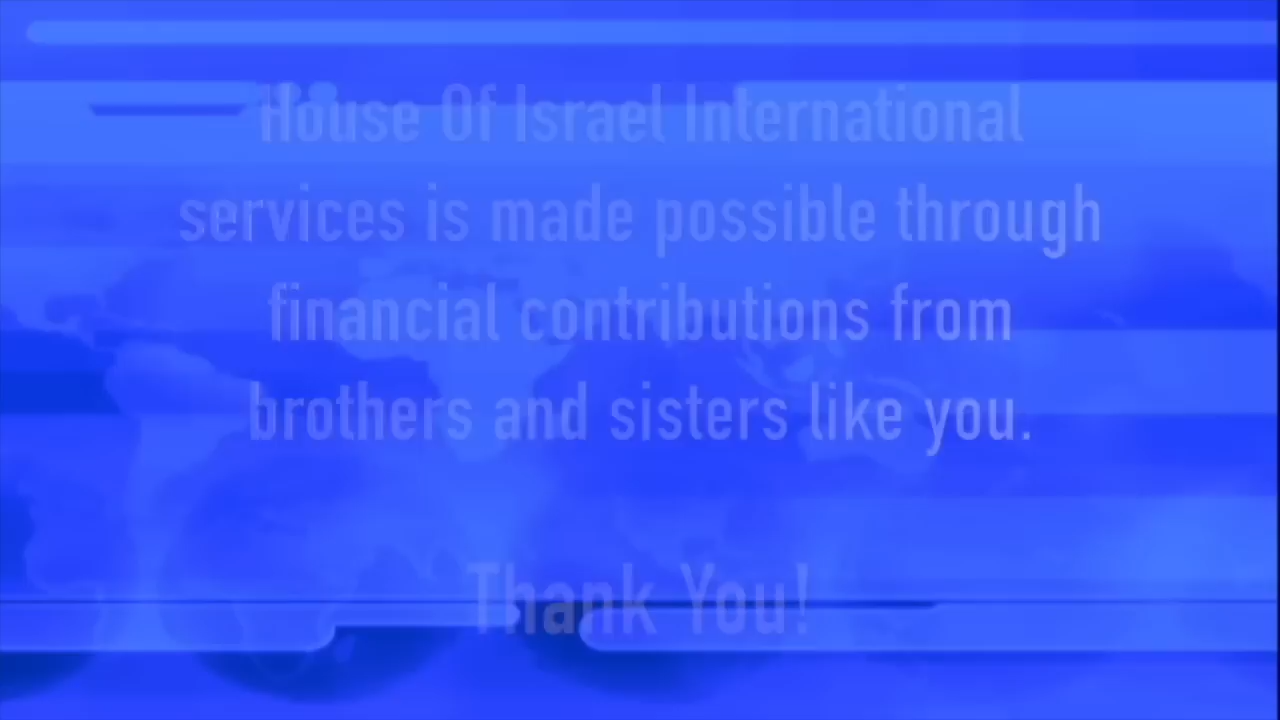 House Of Israel International
services is made possible through
financial contributions from
brothers and sisters like you.
Thank You!